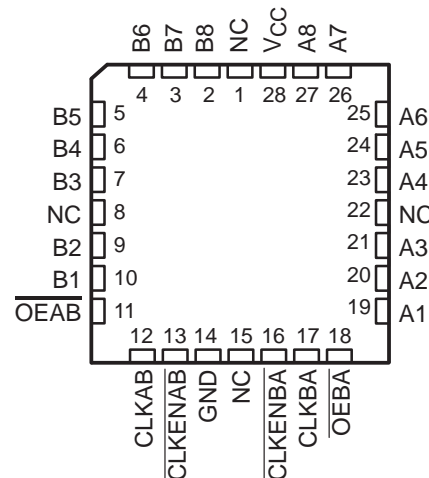 B6 B7 B8 NC VCC A8 A7
4 3 2 1 28 27 26
B5 5 25 A6
B4 6 24 A5
B3 7 23 A4
NC 8 22 NC
B2 9 21 A3
B1 10 20 A2
OEAB 11 19 A1
12 13 14 15 16 17 18
CLKAB CLKENAB GND NC CLKENBA CLKBA OEBA